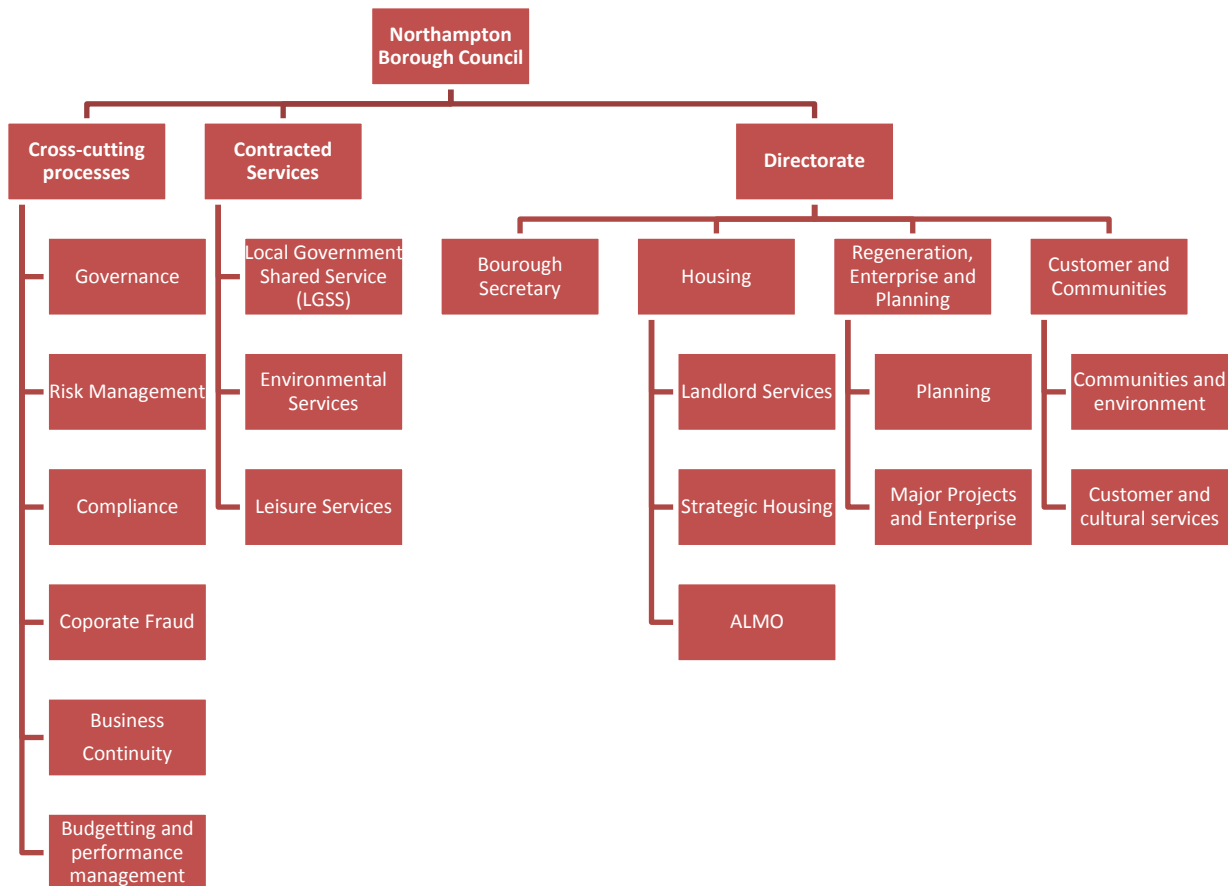 Northampton
Borough Council
Cross-cutting
processes
Contracted
Services
Directorate
Governance
Risk Management
Compliance
Coporate Fraud
Business
Continuity
Budgetting and
performance
management
Local Government
Shared Service
(LGSS)
Environmental
Services
Leisure Services
Bourough
Secretary
Housing
Landlord Services
Strategic Housing
ALMO
Regeneration,
Enterprise and
Planning
Planning
Major Projects
and Enterprise
Customer and
Communities
Communities and
environment
Customer and
cultural services